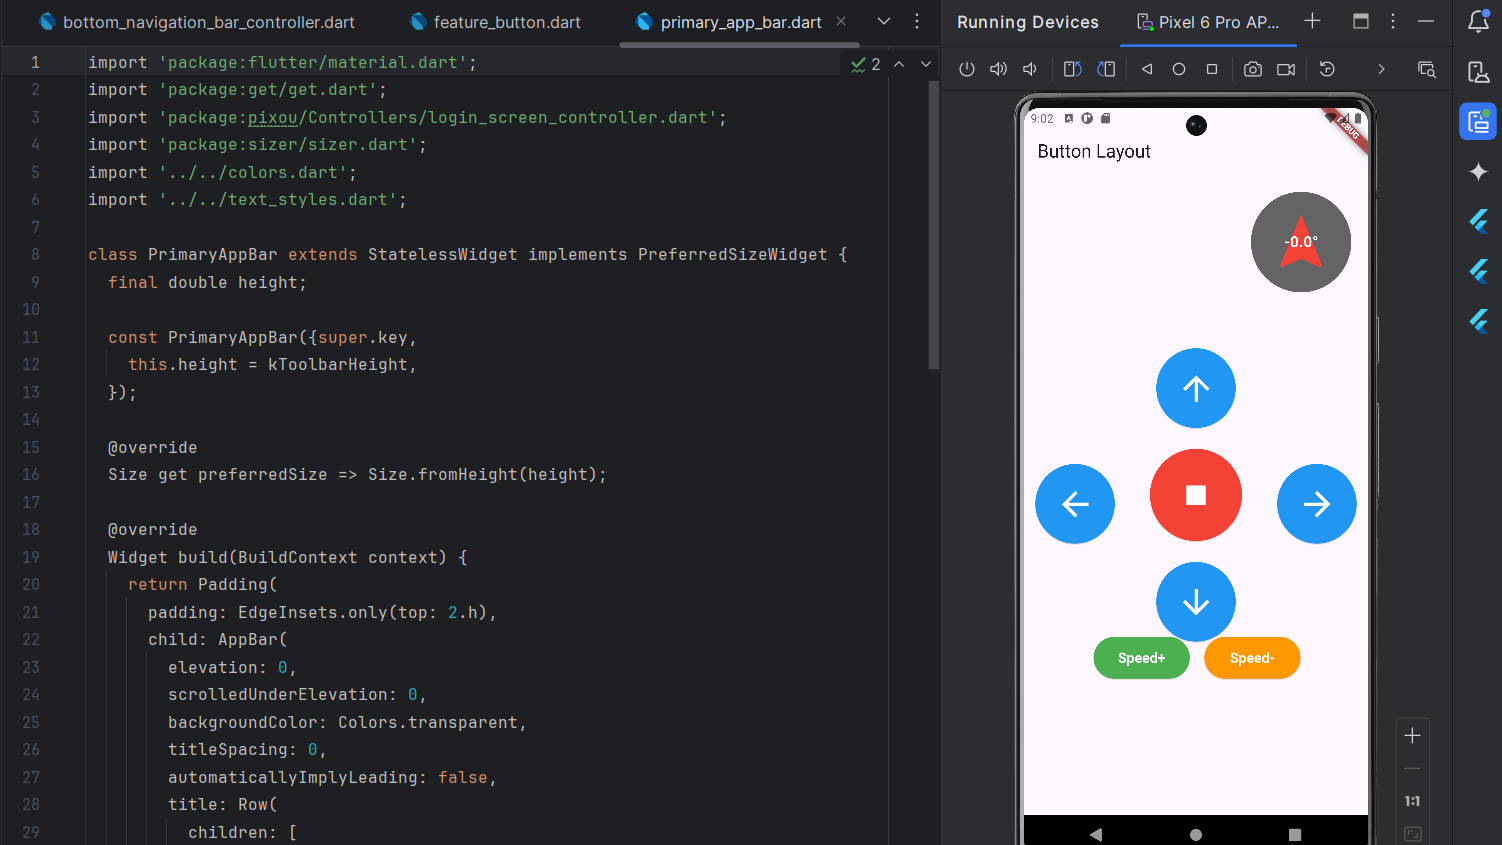 bottom_navigation_bar_controller.dart feature_button.dart primary_app_bar.dart Running Devices Pixel 6 Pro AP...
1 import 'package:flutter/material.dart'; 2
2 import 'package:get/get.dart';
3 import 'package:pixou/Controllers/login_screen_controller.dart';
4 import 'package:sizer/sizer.dart';
5 import '../../colors.dart';
6 import '../../text_styles.dart';
7
8 class PrimaryAppBar extends StatelessWidget implements PreferredSizeWidget {
9 final double height;
10
11 const PrimaryAppBar({super.key,
12 this.height = kToolbarHeight,
13 });
14
15 @override
16 Size get preferredSize => Size.fromHeight(height);
17
18 @override
19 Widget build(BuildContext context) {
20 return Padding(
21 padding: EdgeInsets.only(top: 2.h),
22 child: AppBar(
23 elevation: 0,
24 scrolledUnderElevation: 0,
25 backgroundColor: Colors.transparent,
26 titleSpacing: 0,
27 automaticallyImplyLeading: false,
28 title: Row(
29 children: [
9:02
DEBUG
Button Layout
-0.0°
Speed+ Speed-
1:1